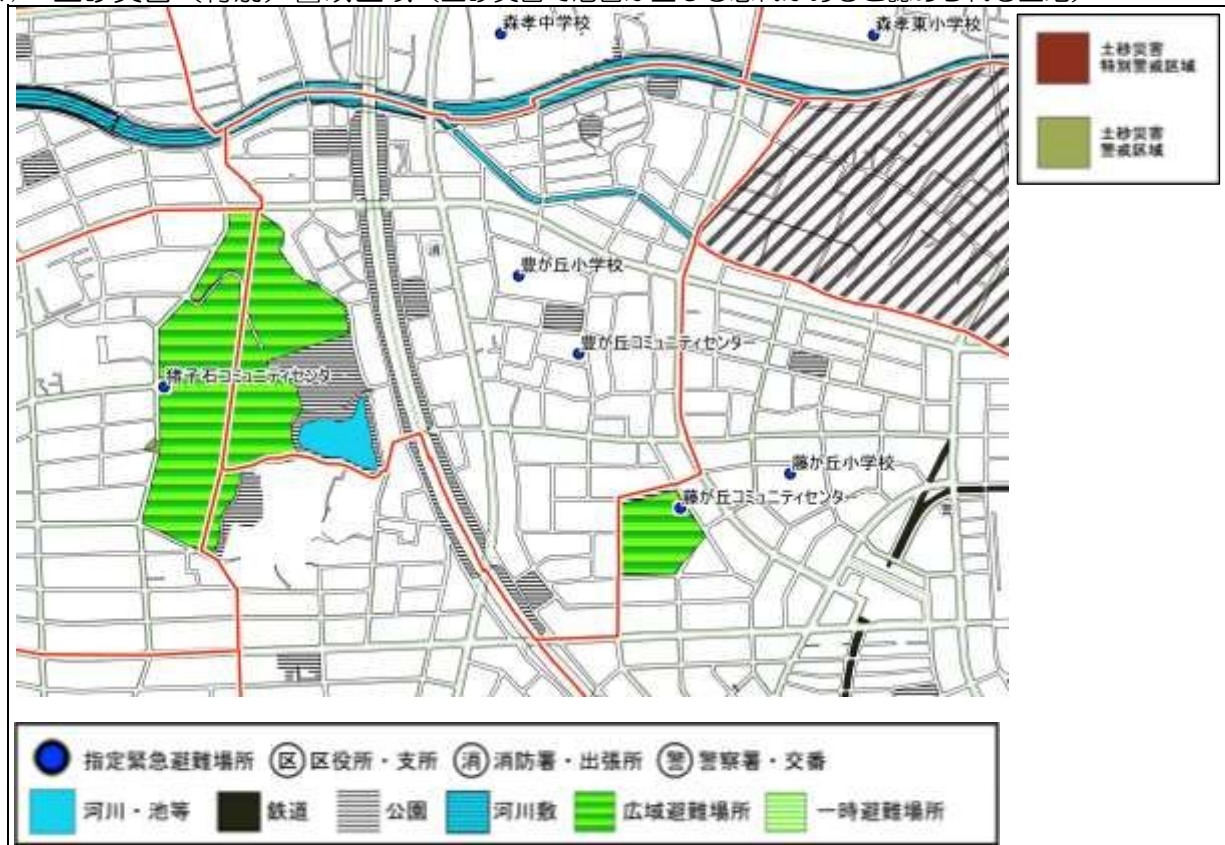 森孝中学校
森孝東小学校
土砂災害
特別警戒区域
土砂災害
警戒区域
消
豊が丘小学校
豊が丘コミュニティセンター
猪子石コミュニティセンター
藤が丘小学校
藤が丘コミュニティセンター
指定緊急避難場所 区 区役所・支所 消 消防署・出張所 警 警察署・交番
河川・池等 鉄道 公園 河川敷 広域避難場所 一時避難場所